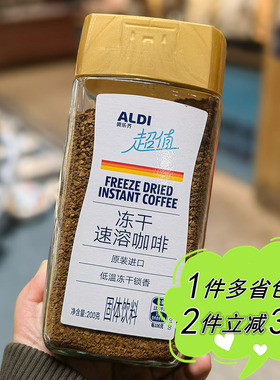 ALDI
奥乐齐
超值
FREEZE DRIED
INSTANT COFFEE
冻干
速溶咖啡
原装进口
低温冻干锁香
固体饮料
净含量:200克
1件多省
2件立减3